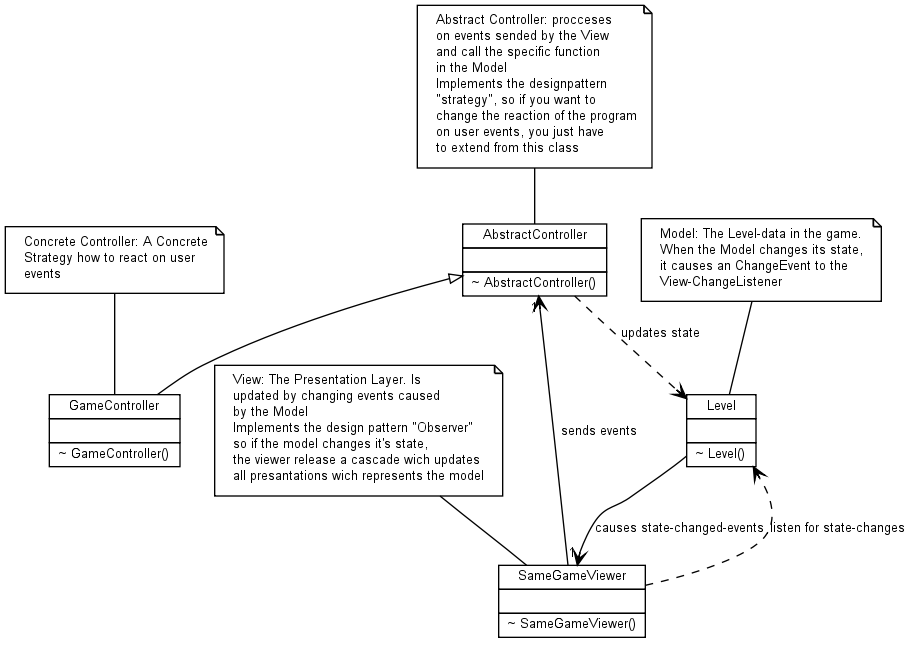 Abstract Controller: procceses
on events sended by the View
and call the specific function
in the Model
Implements the designpattern
"strategy", so if you want to
change the reaction of the program
on user events, you just have
to extend from this class
Concrete Controller: A Concrete
Strategy how to react on user
events
AbstractController
~ AbstractController()
Model: The Level-data in the game.
When the Model changes its state,
it causes an ChangeEvent to the
View-ChangeListener
1
updates state
View: The Presentation Layer. Is
updated by changing events caused
by the Model
Implements the design pattern "Observer"
so if the model changes it's state,
the viewer release a cascade wich updates
all presantations wich represents the model
GameController
~ GameController()
sends events
Level
~ Level()
causes state-changed-events
listen for state-changes
1
SameGameViewer
~ SameGameViewer()